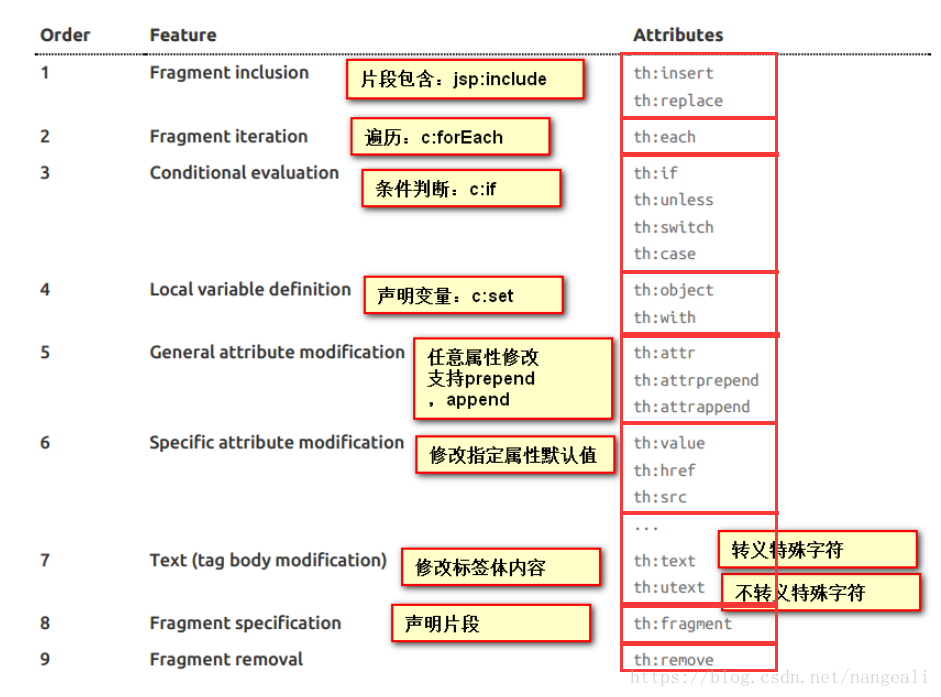 Order Feature Attributes
1 Fragment inclusion 片段包含：jsp:include th:insert
th:replace
2 Fragment iteration 遍历：c:forEach th:each
3 Conditional evaluation 条件判断：c:if th:if
th:unless
th:switch
th:case
4 Local variable definition 声明变量：c:set th:object
th:with
5 General attribute modification 任意属性修改 th:attr
支持prepend th:attrprepend
，append th:attrappend
6 Specific attribute modification 修改指定属性默认值 th:value
th:href
th:src
...
7 Text (tag body modification) 修改标签体内容 th:text 转义特殊字符
th:utext 不转义特殊字符
8 Fragment specification 声明片段 th:fragment
9 Fragment removal th:remove
https://blog.csdn.net/nangeali